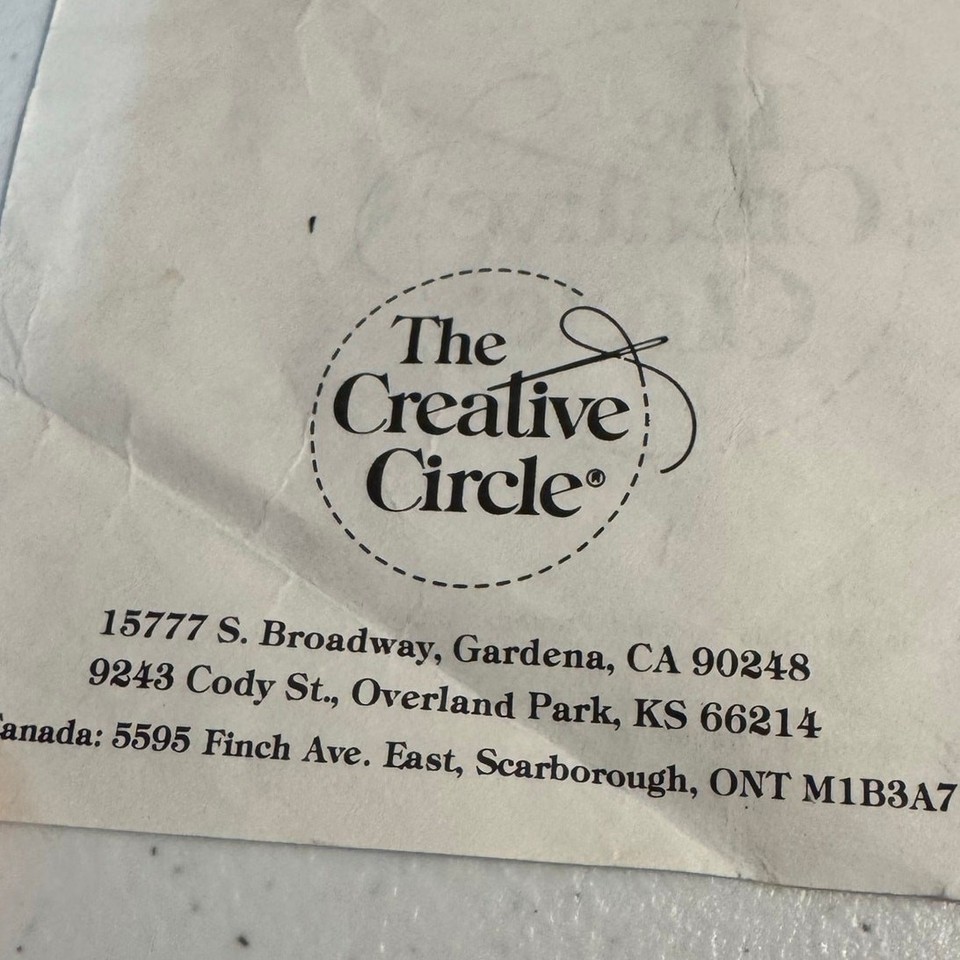 The
Creative
Circle®
15777 S. Broadway, Gardena, CA 90248
9243 Cody St., Overland Park, KS 66214
anada: 5595 Finch Ave. East, Scarborough, ONT M1B3A7